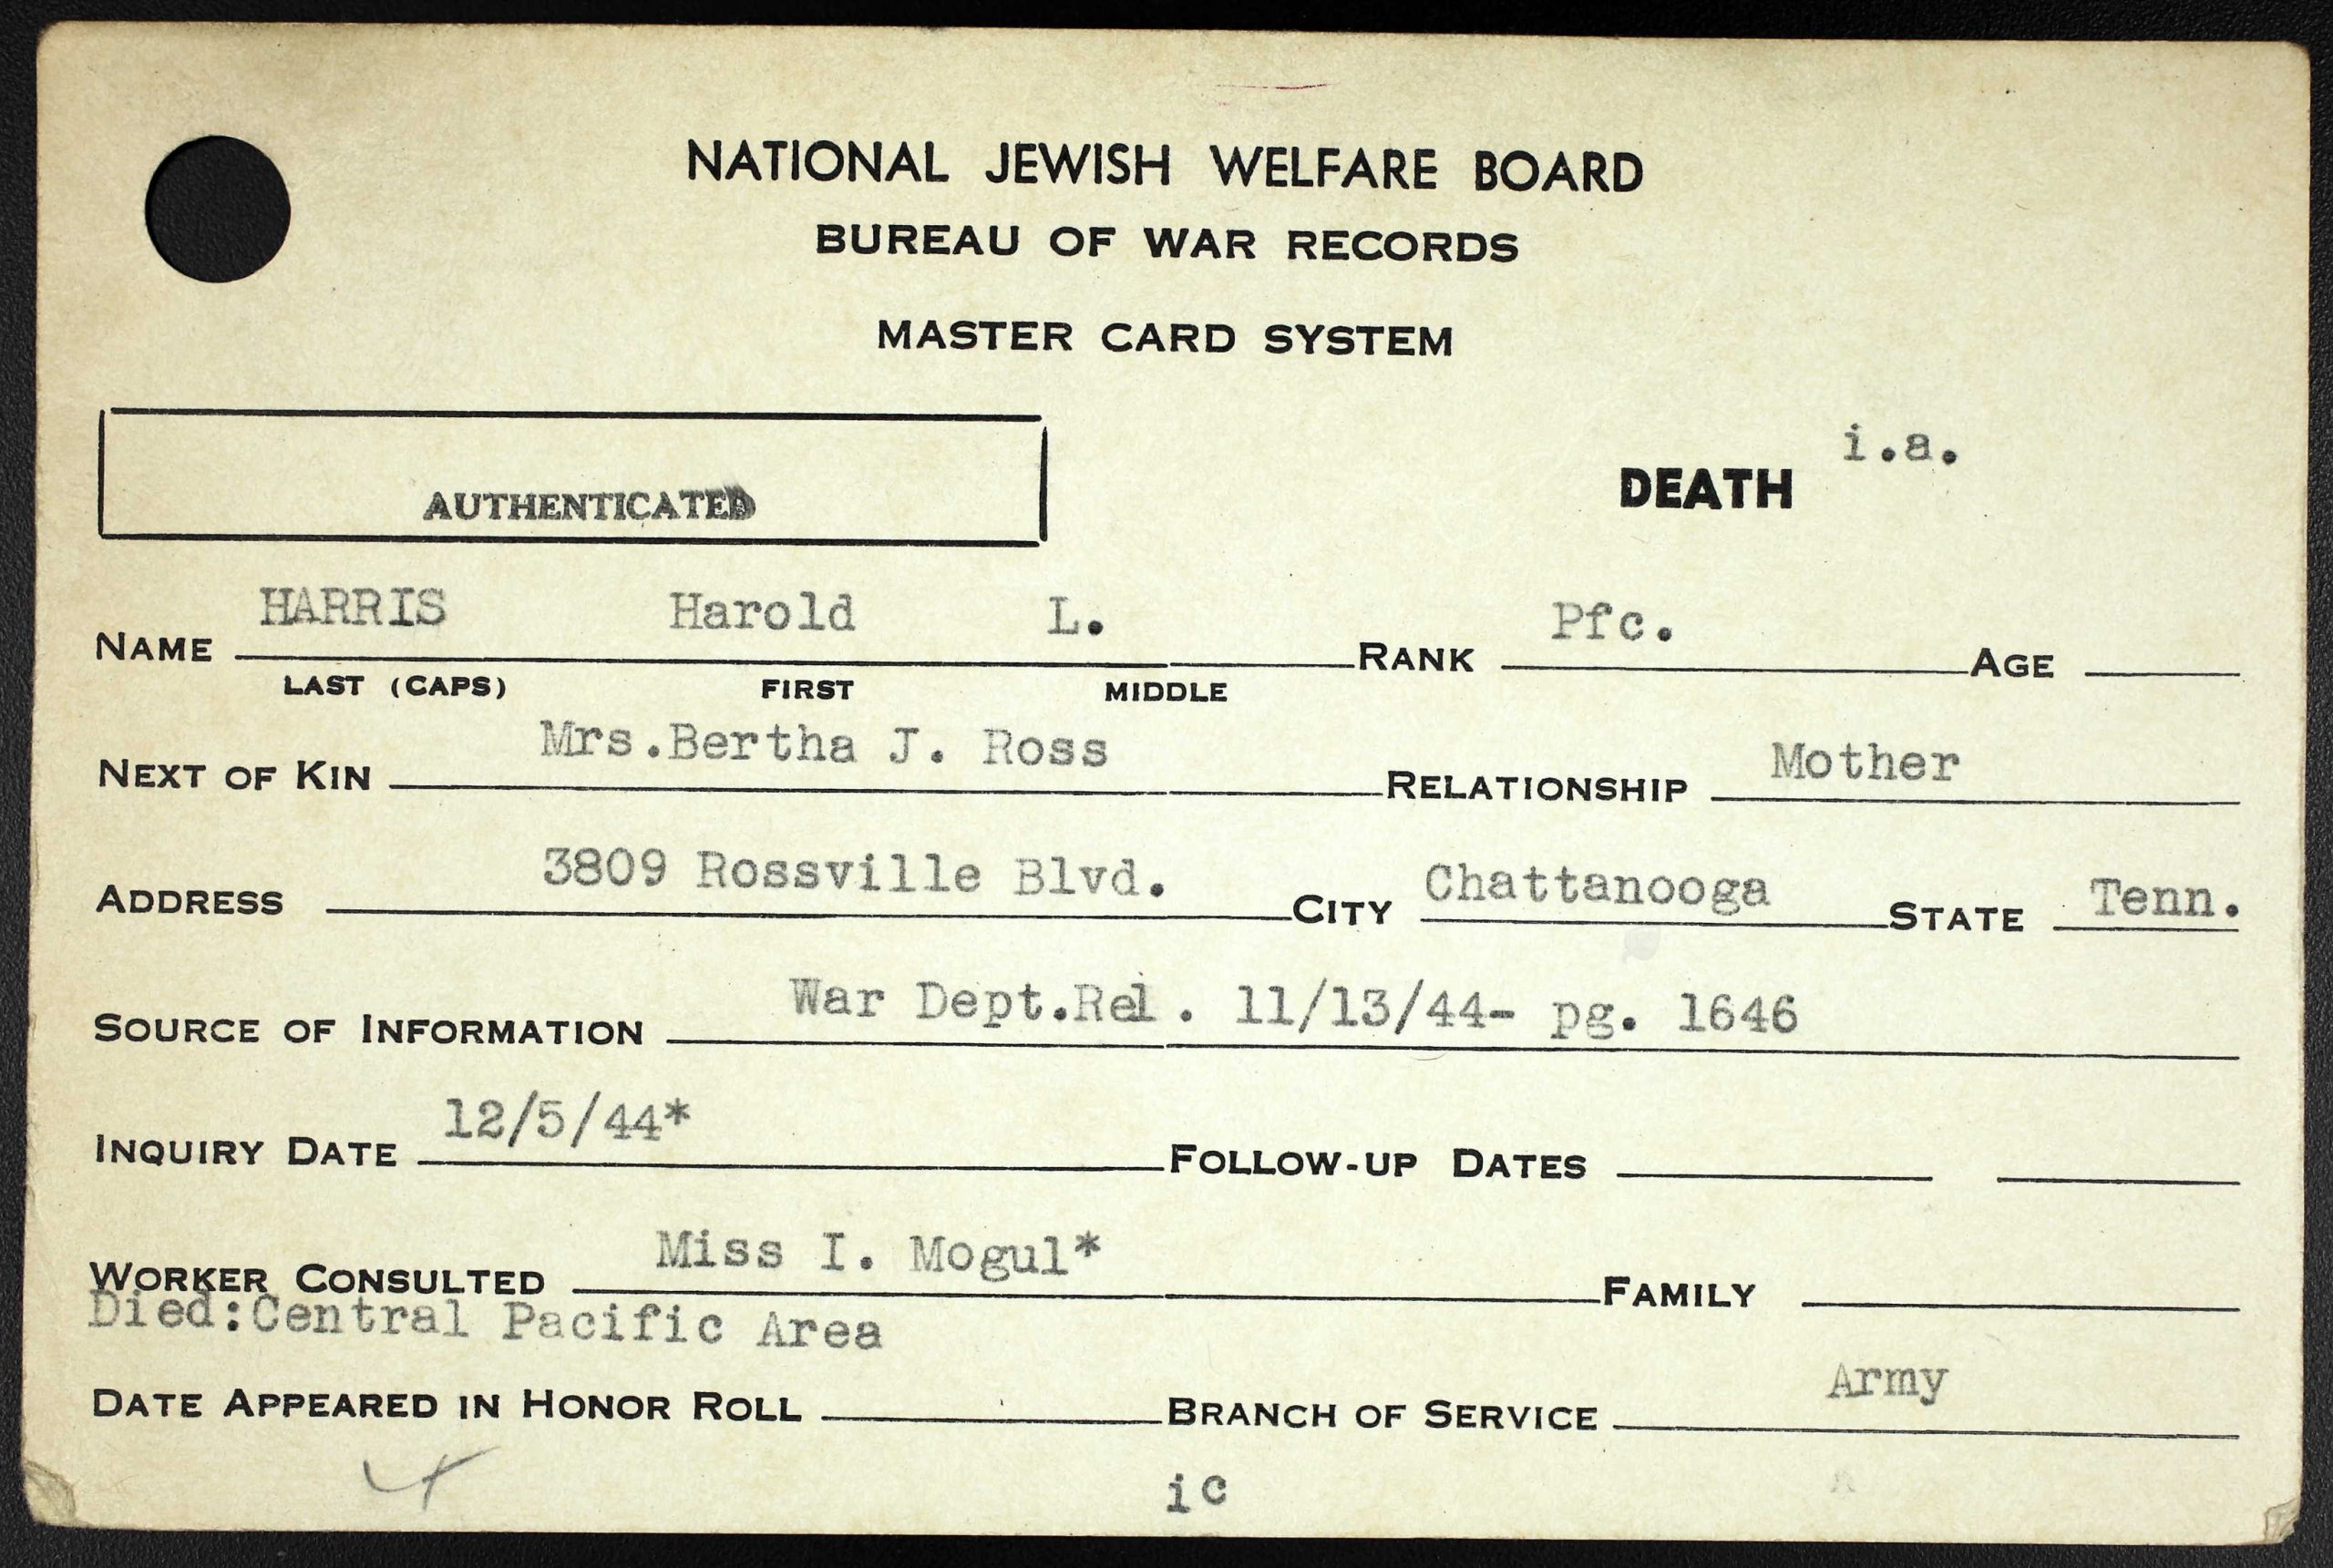 NATIONAL JEWISH WELFARE BOARD
BUREAU OF WAR RECORDS
MASTER CARD SYSTEM
AUTHENTICATED
DEATH i.a.
NAME HARRIS Harold L. RANK Pfc. AGE
LAST (CAPS) FIRST MIDDLE
NEXT OF KIN Mrs.Bertha J. Ross RELATIONSHIP Mother
ADDRESS 3809 Rossville Blvd. CITY Chattanooga STATE Tenn.
SOURCE OF INFORMATION War Dept.Rel. 11/13/44- pg. 1646
INQUIRY DATE 12/5/44* FOLLOW-UP DATES
WORKER CONSULTED Miss I. Mogul* FAMILY
Died:Central Pacific Area
DATE APPEARED IN HONOR ROLL BRANCH OF SERVICE Army
ic